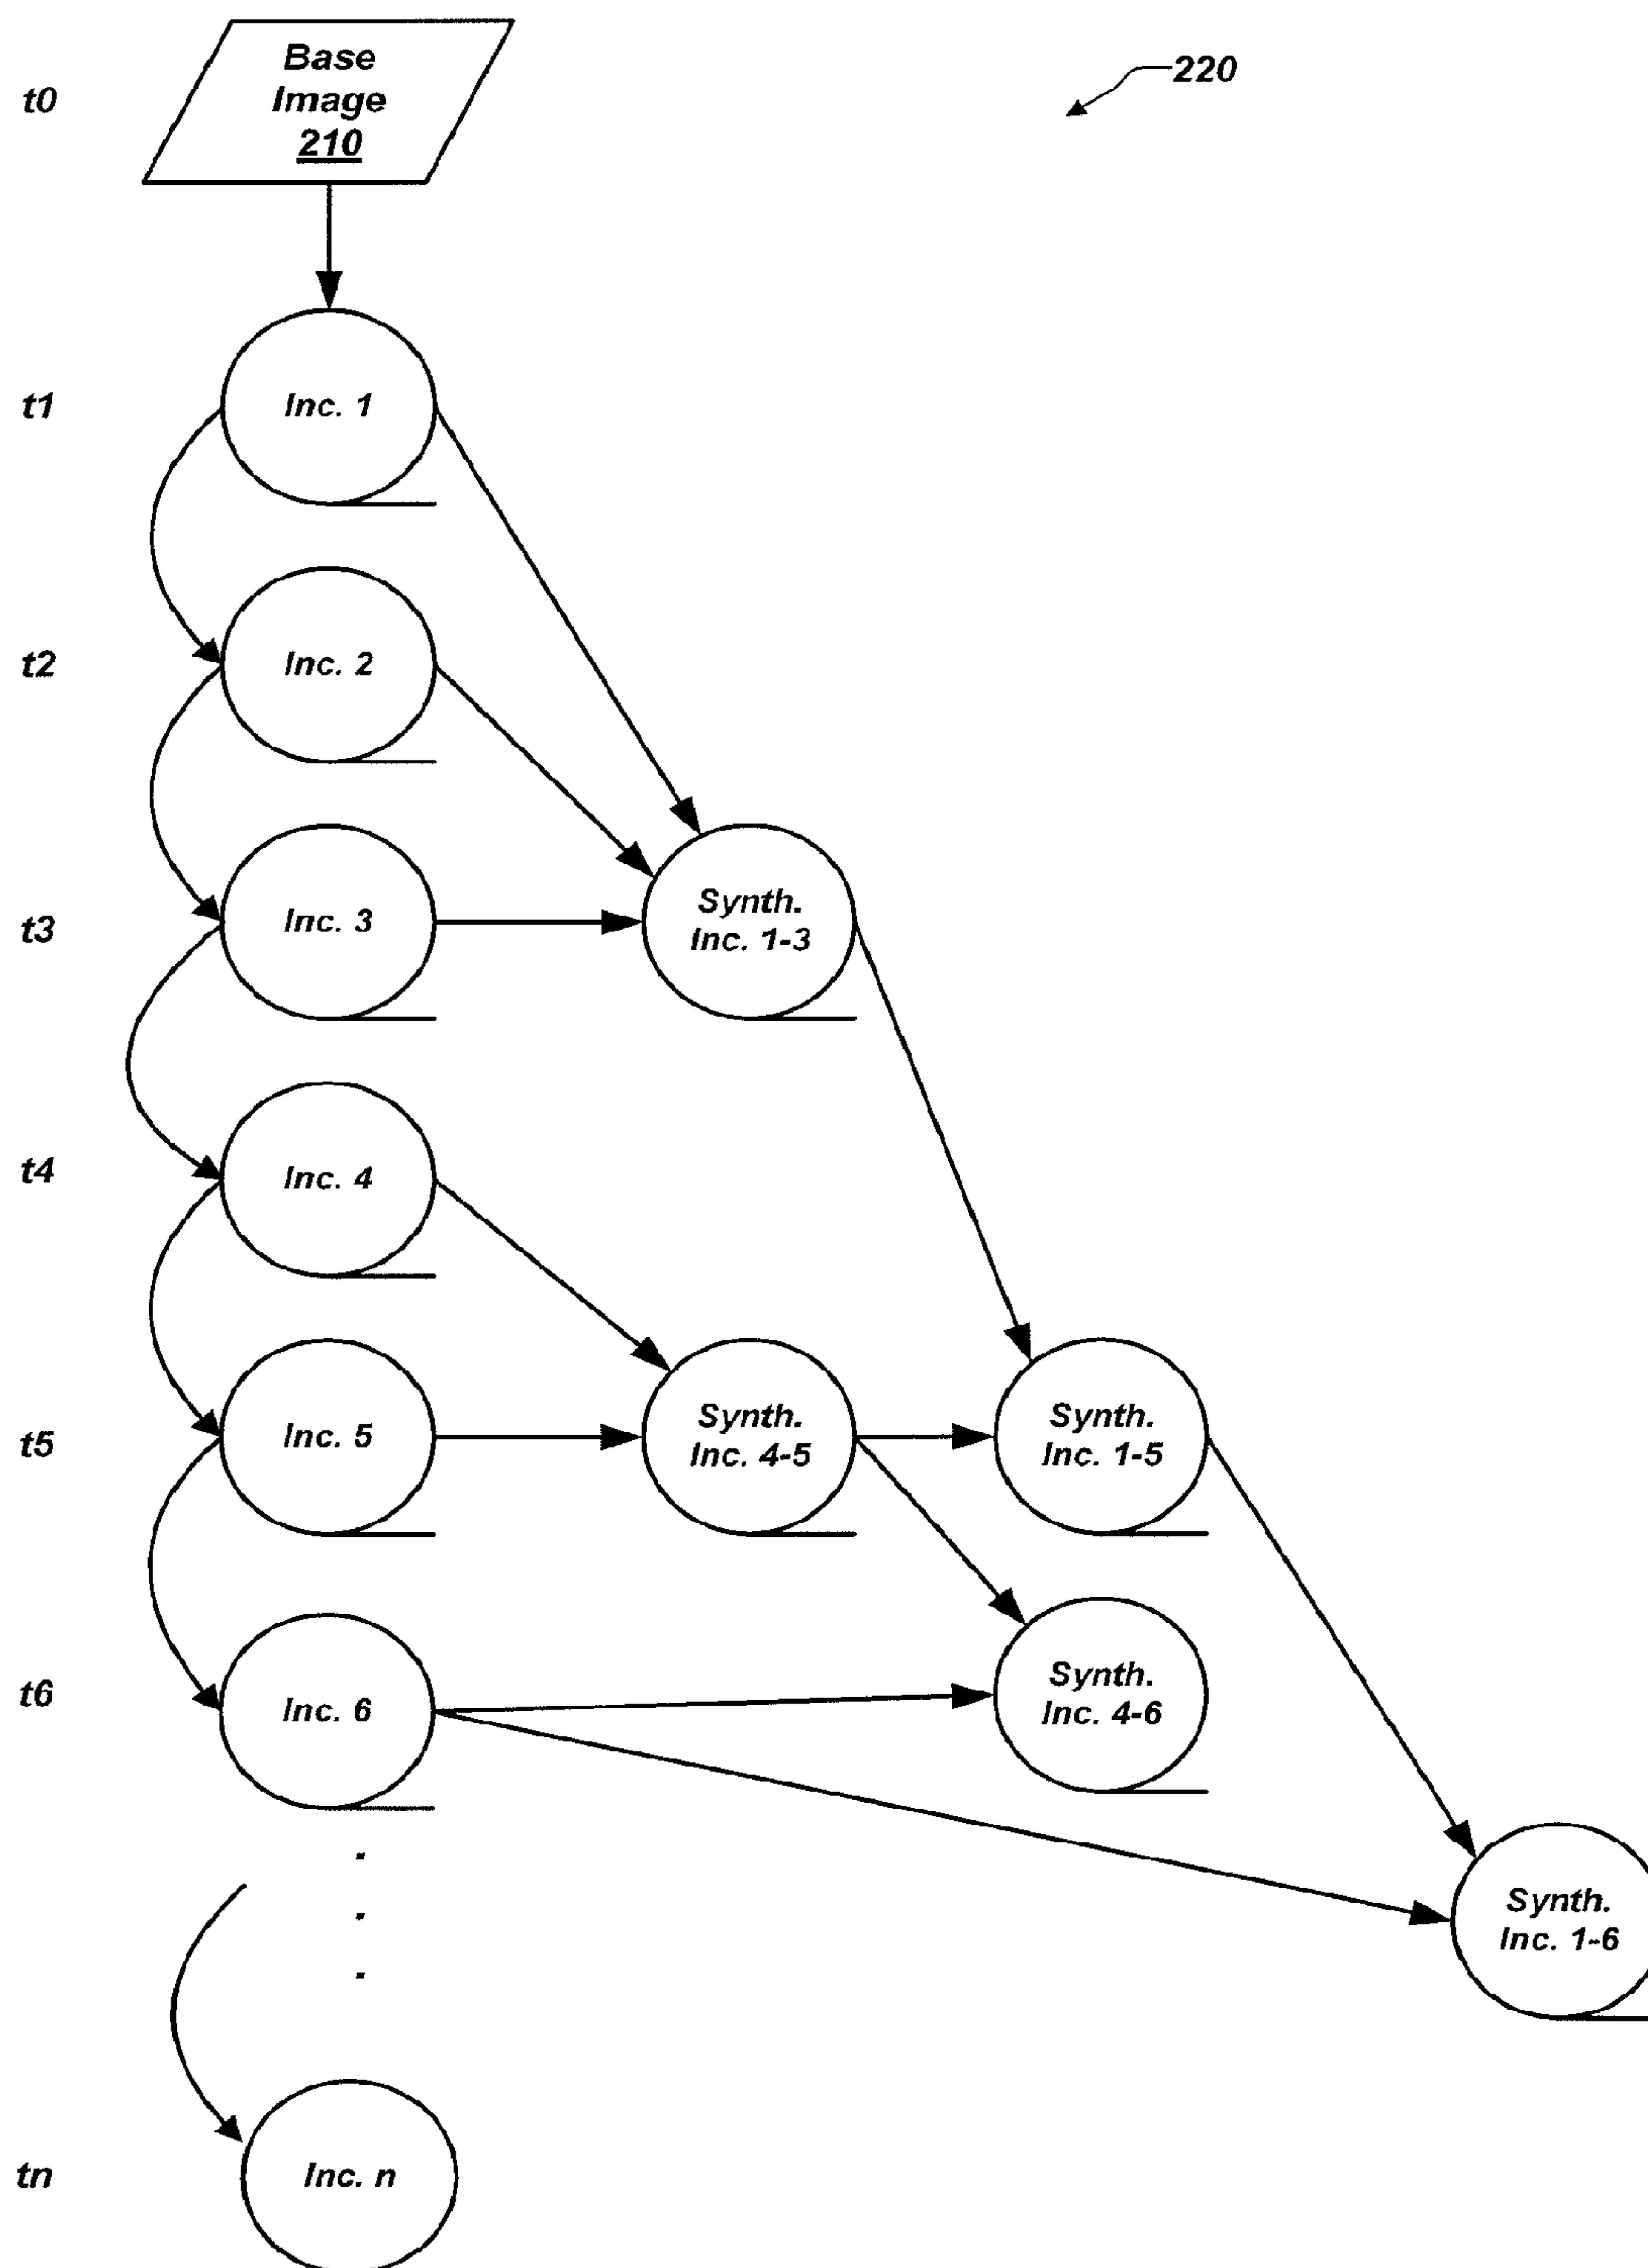 t0
Base
Image
210
220
t1
Inc. 1
t2
Inc. 2
t3
Inc. 3
Synth.
Inc. 1-3
t4
Inc. 4
t5
Inc. 5
Synth.
Inc. 4-5
Synth.
Inc. 1-5
t6
Inc. 6
Synth.
Inc. 4-6
Synth.
Inc. 1-6
tn
Inc. n